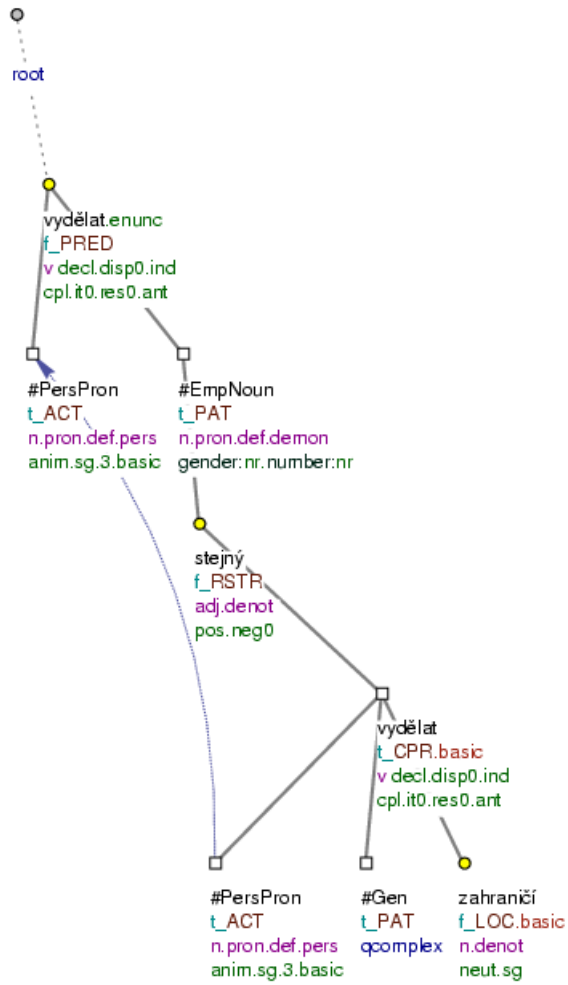 root
vydělat.enunc
f_PRED
v decl.disp0.ind
cpl.it0.res0.ant
#PersPron
t_ACT
n.pron.def.pers
anim.sg.3.basic
#EmpNoun
t_PAT
n.pron.def.demon
gender:nr.number:nr
stejný
f_RSTR
adj.denot
pos.neg0
vydělat
t_CPR.basic
v decl.disp0.ind
cpl.it0.res0.ant
#PersPron
t_ACT
n.pron.def.pers
anim.sg.3.basic
#Gen
t_PAT
qcomplex
zahraničí
f_LOC.basic
n.denot
neut.sg